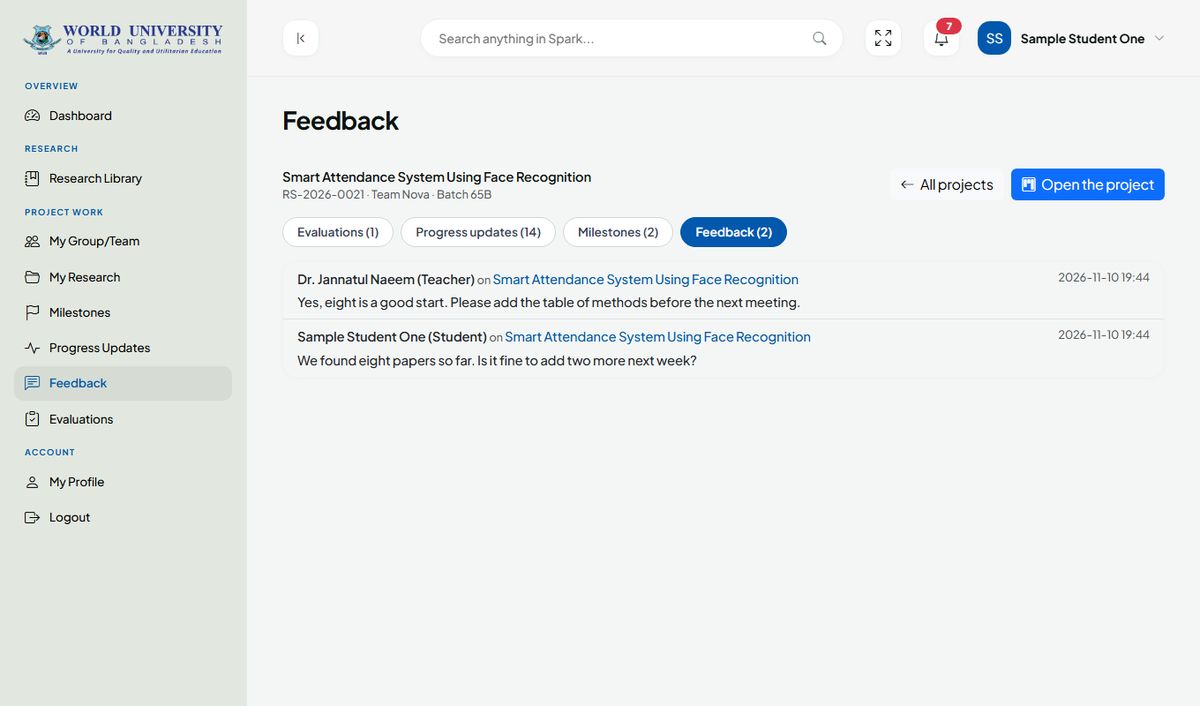 WORLD UNIVERSITY
OF BANGLADESH
A University for Quality and Utilitarian Education
Search anything in Spark...
7
SS
Sample Student One
OVERVIEW
Dashboard
RESEARCH
Research Library
PROJECT WORK
My Group/Team
My Research
Milestones
Progress Updates
Feedback
Evaluations
ACCOUNT
My Profile
Logout
Feedback
Smart Attendance System Using Face Recognition
RS-2026-0021 · Team Nova · Batch 65B
← All projects
Open the project
Evaluations (1)
Progress updates (14)
Milestones (2)
Feedback (2)
Dr. Jannatul Naeem (Teacher) on Smart Attendance System Using Face Recognition
2026-11-10 19:44
Yes, eight is a good start. Please add the table of methods before the next meeting.
Sample Student One (Student) on Smart Attendance System Using Face Recognition
2026-11-10 19:44
We found eight papers so far. Is it fine to add two more next week?